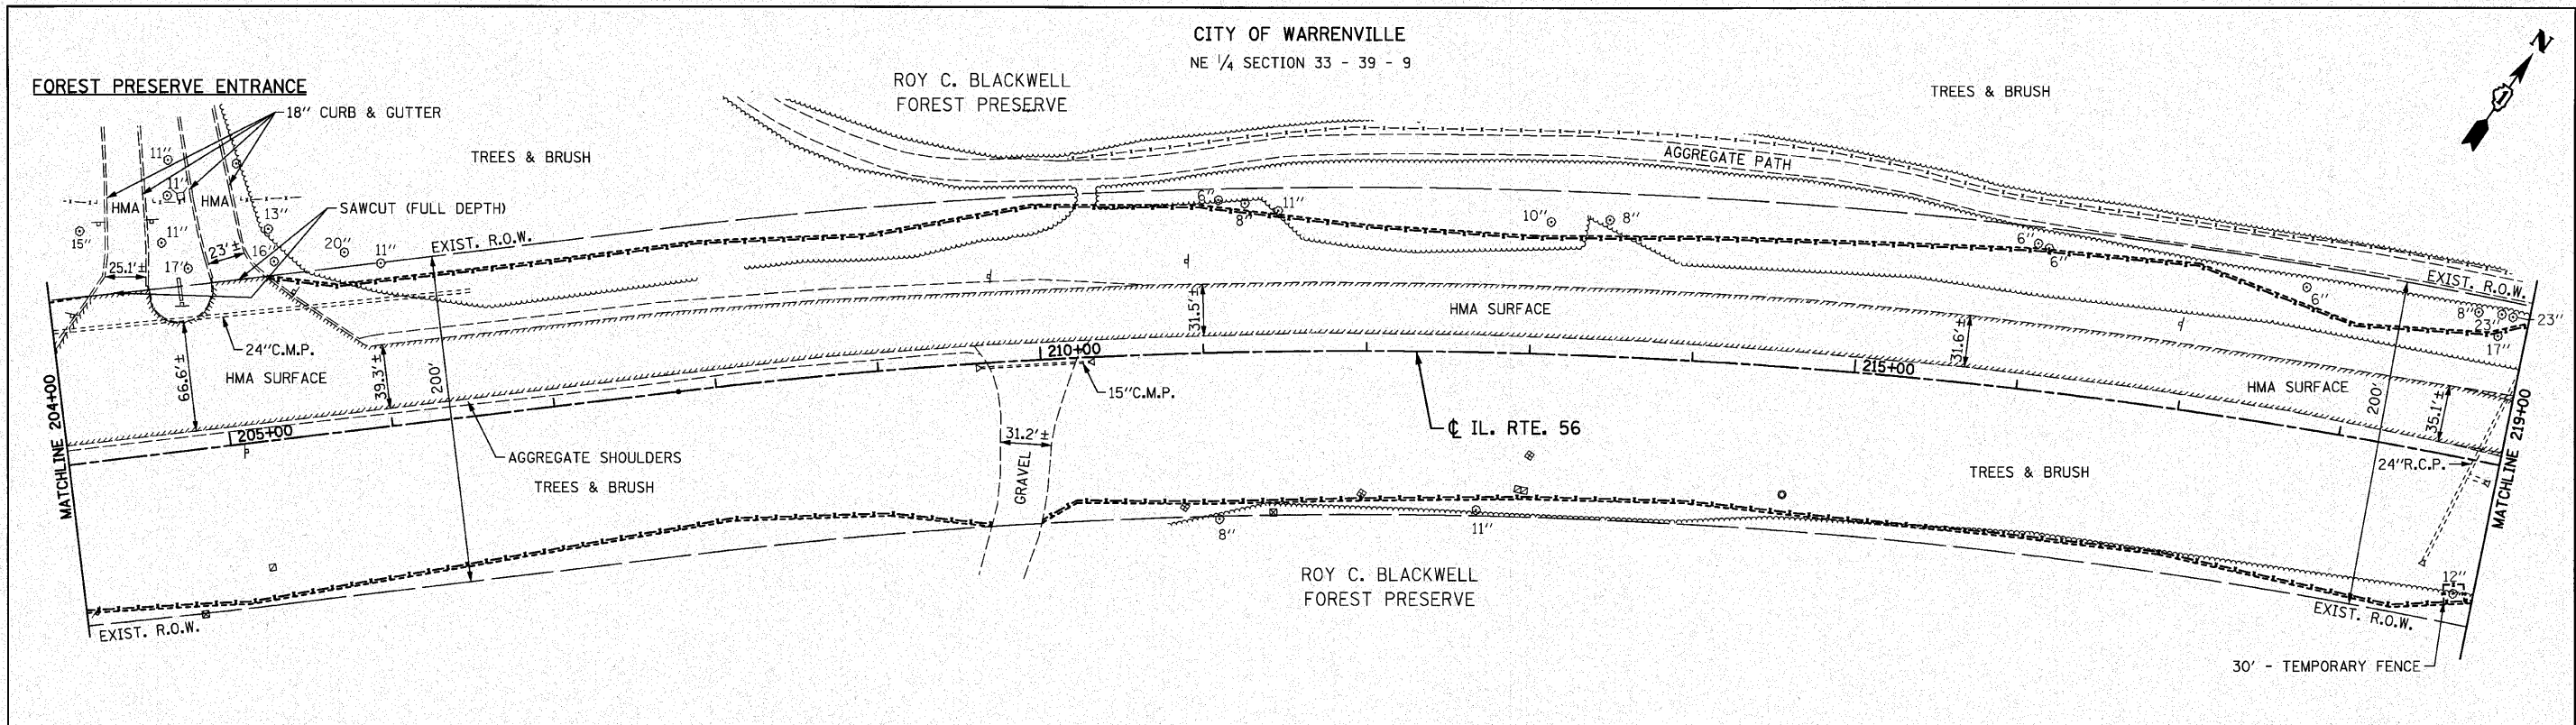 CITY OF WARRENVILLE
NE 1/4 SECTION 33 - 39 - 9
N
1
FOREST PRESERVE ENTRANCE
ROY C. BLACKWELL
FOREST PRESERVE
TREES & BRUSH
18" CURB & GUTTER
TREES & BRUSH
AGGREGATE PATH
11"
11"
HMA
HMA
13"
SAWCUT (FULL DEPTH)
15"
11"
23'±
16"
20"
11"
EXIST. R.O.W.
25.1'±
17"
6"
8"
11"
10"
8"
6"
6"
EXIST. R.O.W.
6"
8"
23"
23"
17"
31.5'±
HMA SURFACE
31.6'±
24"C.M.P.
HMA SURFACE
66.6'±
39.3'±
200'
210+00
15"C.M.P.
215+00
HMA SURFACE
200'
35.1'±
MATCHLINE 204+00
205+00
AGGREGATE SHOULDERS
TREES & BRUSH
31.2'±
GRAVEL
℄ IL. RTE. 56
TREES & BRUSH
24"R.C.P.
MATCHLINE 219+00
8"
11"
12"
EXIST. R.O.W.
ROY C. BLACKWELL
FOREST PRESERVE
EXIST. R.O.W.
30' - TEMPORARY FENCE